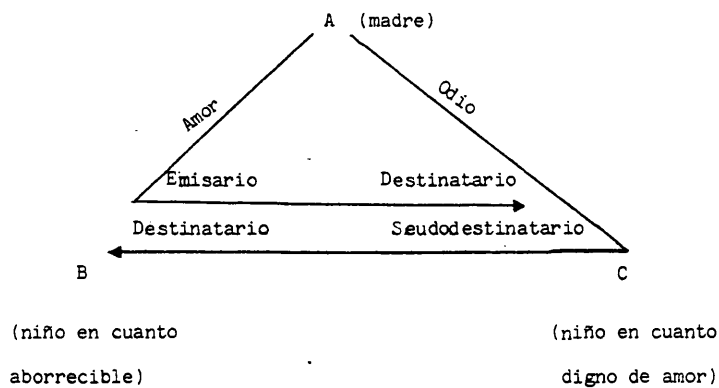 A (madre)
Amor
Odio
Emisario Destinatario
Destinatario Seudodestinatario
B C
(niño en cuanto (niño en cuanto
aborrecible) digno de amor)